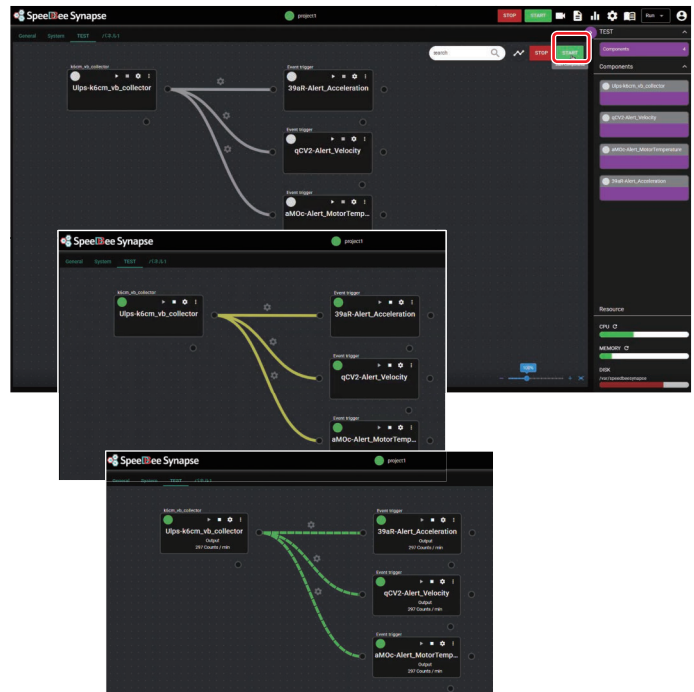 SpeeDBee Synapse
project1
STOP
START
Run
General
System
TEST
search
STOP
START
TEST
Components
4
Components
Ulps-k6cm_vb_collector
qCV2-Alert_Velocity
aMOc-Alert_MotorTemperature
39aR-Alert_Acceleration
k6cm_vb_collector
Ulps-k6cm_vb_collector
Event trigger
39aR-Alert_Acceleration
Event trigger
qCV2-Alert_Velocity
Event trigger
aMOc-Alert_MotorTemp...
Resource
CPU
MEMORY
DISK
/var/speedbeesynapse
SpeeDBee Synapse
project1
General
System
TEST
k6cm_vb_collector
Ulps-k6cm_vb_collector
Event trigger
39aR-Alert_Acceleration
Event trigger
qCV2-Alert_Velocity
Event trigger
aMOc-Alert_MotorTemp...
SpeeDBee Synapse
project1
General
System
TEST
k6cm_vb_collector
Ulps-k6cm_vb_collector
Output
297 Counts / min
Event trigger
39aR-Alert_Acceleration
Output
297 Counts / min
Event trigger
qCV2-Alert_Velocity
Output
297 Counts / min
Event trigger
aMOc-Alert_MotorTemp...
Output
297 Counts / min